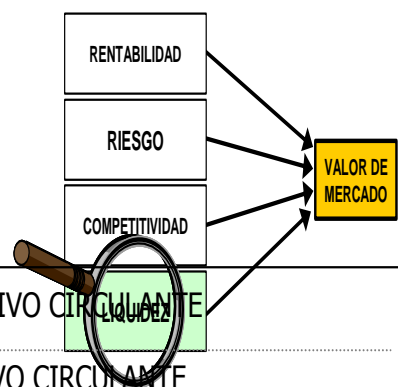 RENTABILIDAD
RIESGO
VALOR DE
MERCADO
COMPETITIVIDAD
IVO CIRCULANTE
LIQUIDEZ
VO CIRCULANTE